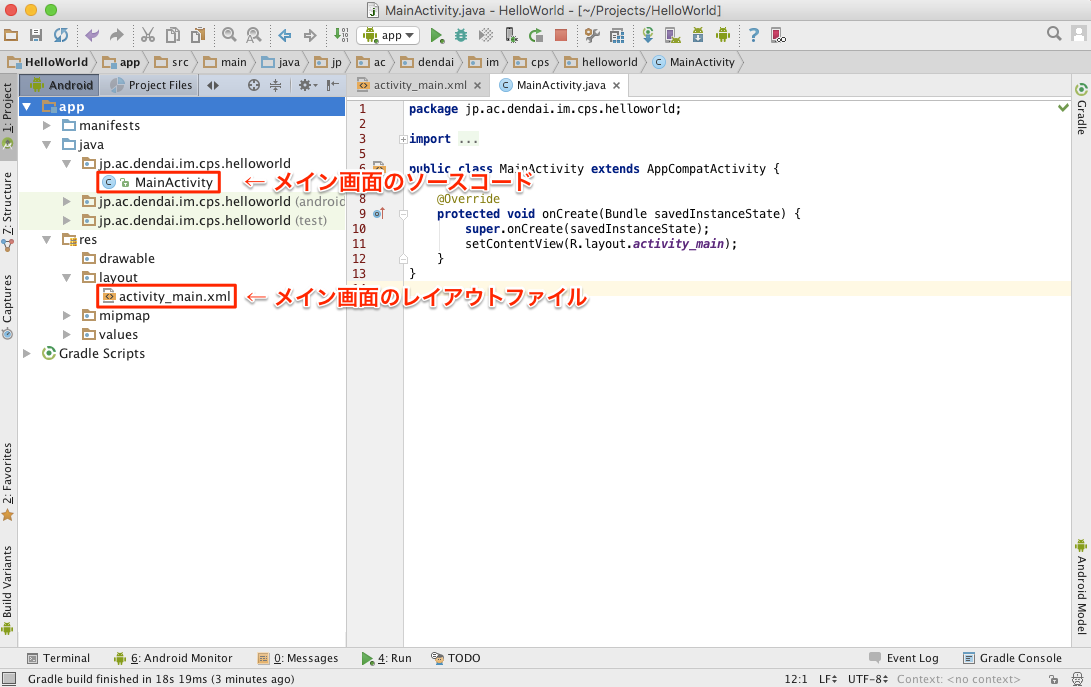 MainActivity.java - HelloWorld - [~/Projects/HelloWorld]
app
HelloWorld app src main java jp ac dendai im cps helloworld MainActivity
Android Project Files
activity_main.xml MainActivity.java
1: Project
Z: Structure
Captures
2: Favorites
Build Variants
app
manifests
java
jp.ac.dendai.im.cps.helloworld
MainActivity ← メイン画面のソースコード
jp.ac.dendai.im.cps.helloworld (android
jp.ac.dendai.im.cps.helloworld (test)
res
drawable
layout
activity_main.xml ← メイン画面のレイアウトファイル
mipmap
values
Gradle Scripts
1 package jp.ac.dendai.im.cps.helloworld;
2
3 import ...
5
6 public class MainActivity extends AppCompatActivity {
8 @Override
9 protected void onCreate(Bundle savedInstanceState) {
10 super.onCreate(savedInstanceState);
11 setContentView(R.layout.activity_main);
12 }
13 }
Gradle
Android Model
Terminal 6: Android Monitor 0: Messages 4: Run TODO Event Log Gradle Console
Gradle build finished in 18s 19ms (3 minutes ago) 12:1 LF UTF-8 Context: <no context>